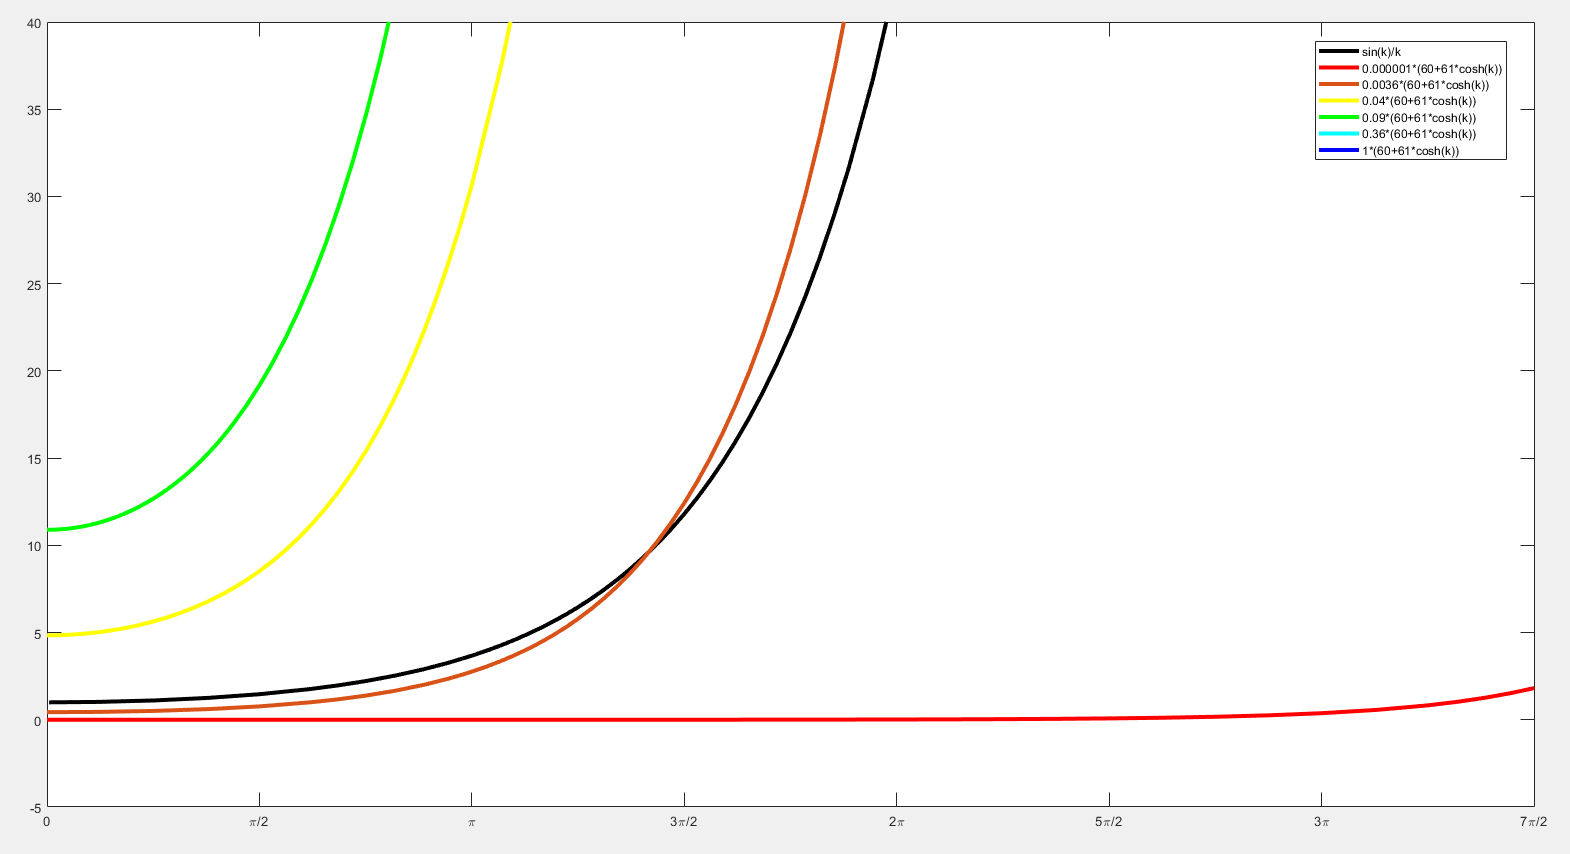 40
35
30
25
20
15
10
5
0
-5
0 π/2 π 3π/2 2π 5π/2 3π 7π/2
sin(k)/k
0.000001*(60+61*cosh(k))
0.0036*(60+61*cosh(k))
0.04*(60+61*cosh(k))
0.09*(60+61*cosh(k))
0.36*(60+61*cosh(k))
1*(60+61*cosh(k))